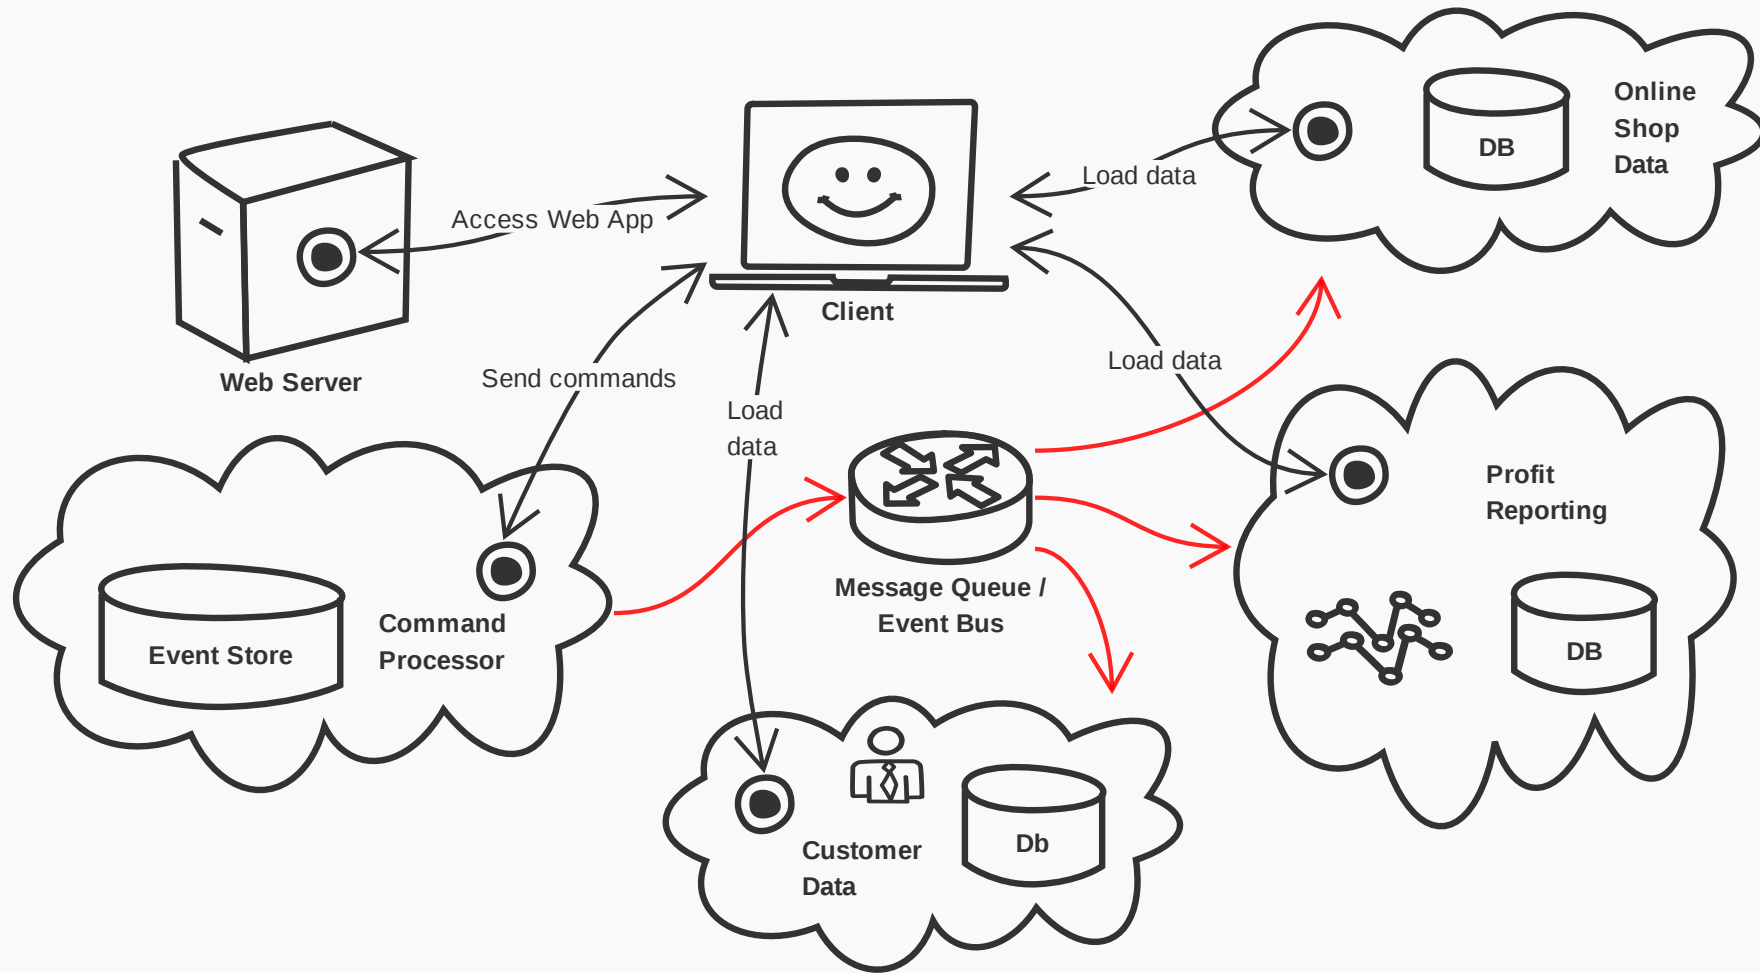 Online
Shop
Data
DB
Load data
Access Web App
Client
Web Server
Send commands
Load
data
Load data
Profit
Reporting
DB
Message Queue /
Event Bus
Command
Processor
Event Store
Customer
Data
Db